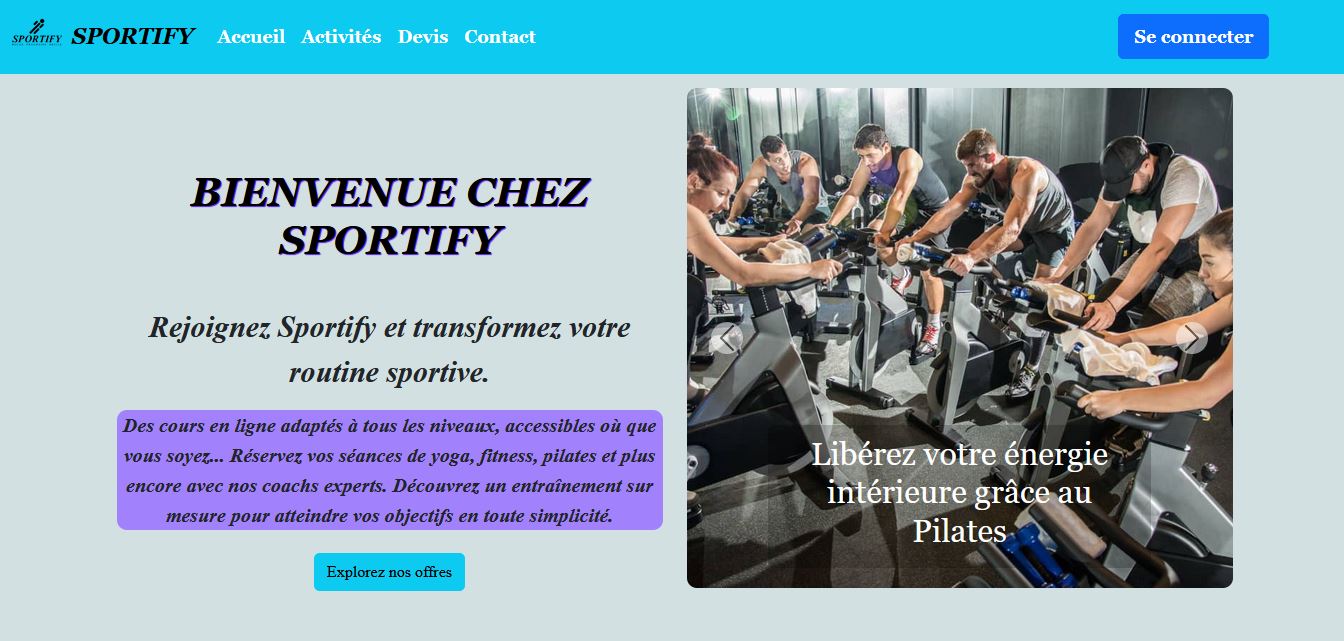 SPORTIFY
SPORTIFY
Accueil Activités Devis Contact
Se connecter
BIENVENUE CHEZ
SPORTIFY
Rejoignez Sportify et transformez votre
routine sportive.
Des cours en ligne adaptés à tous les niveaux, accessibles où que
vous soyez... Réservez vos séances de yoga, fitness, pilates et plus
encore avec nos coachs experts. Découvrez un entraînement sur
mesure pour atteindre vos objectifs en toute simplicité.
Explorez nos offres
Libérez votre énergie
intérieure grâce au
Pilates